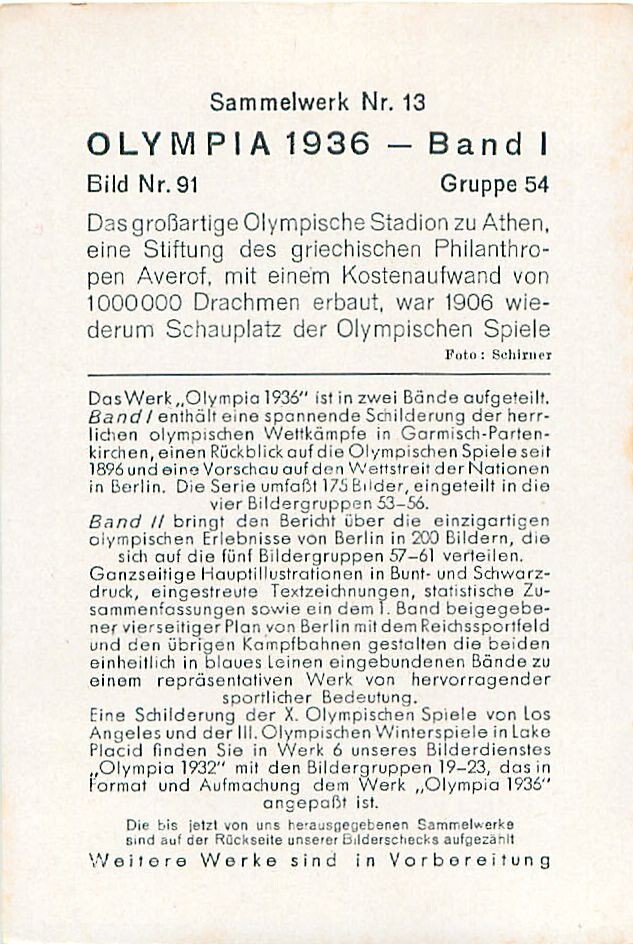 Sammelwerk Nr. 13
OLYMPIA 1936 — Band I
Bild Nr. 91 Gruppe 54
Das großartige Olympische Stadion zu Athen,
eine Stiftung des griechischen Philanthro-
pen Averof, mit einem Kostenaufwand von
1000000 Drachmen erbaut, war 1906 wie-
derum Schauplatz der Olympischen Spiele
Foto: Schirner
Das Werk „Olympia 1936" ist in zwei Bände aufgeteilt.
Band I enthält eine spannende Schilderung der herr-
lichen olympischen Wettkämpfe in Garmisch-Parten-
kirchen, einen Rückblick auf die Olympischen Spiele seit
1896 und eine Vorschau auf den Wettstreit der Nationen
in Berlin. Die Serie umfaßt 175 Bilder, eingeteilt in die
vier Bildergruppen 53–56.
Band II bringt den Bericht über die einzigartigen
olympischen Erlebnisse von Berlin in 200 Bildern, die
sich auf die fünf Bildergruppen 57–61 verteilen.
Ganzseitige Hauptillustrationen in Bunt- und Schwarz-
druck, eingestreute Textzeichnungen, statistische Zu-
sammenfassungen sowie ein dem I. Band beigegebe-
ner vierseitiger Plan von Berlin mit dem Reichssportfeld
und den übrigen Kampfbahnen gestalten die beiden
einheitlich in blaues Leinen eingebundenen Bände zu
einem repräsentativen Werk von hervorragender
sportlicher Bedeutung.
Eine Schilderung der X. Olympischen Spiele von Los
Angeles und der III. Olympischen Winterspiele in Lake
Placid finden Sie in Werk 6 unseres Bilderdienstes
„Olympia 1932" mit den Bildergruppen 19–23, das in
Format und Aufmachung dem Werk „Olympia 1936"
angepaßt ist.
Die bis jetzt von uns herausgegebenen Sammelwerke
sind auf der Rückseite unserer Bilderschecks aufgezählt
Weitere Werke sind in Vorbereitung